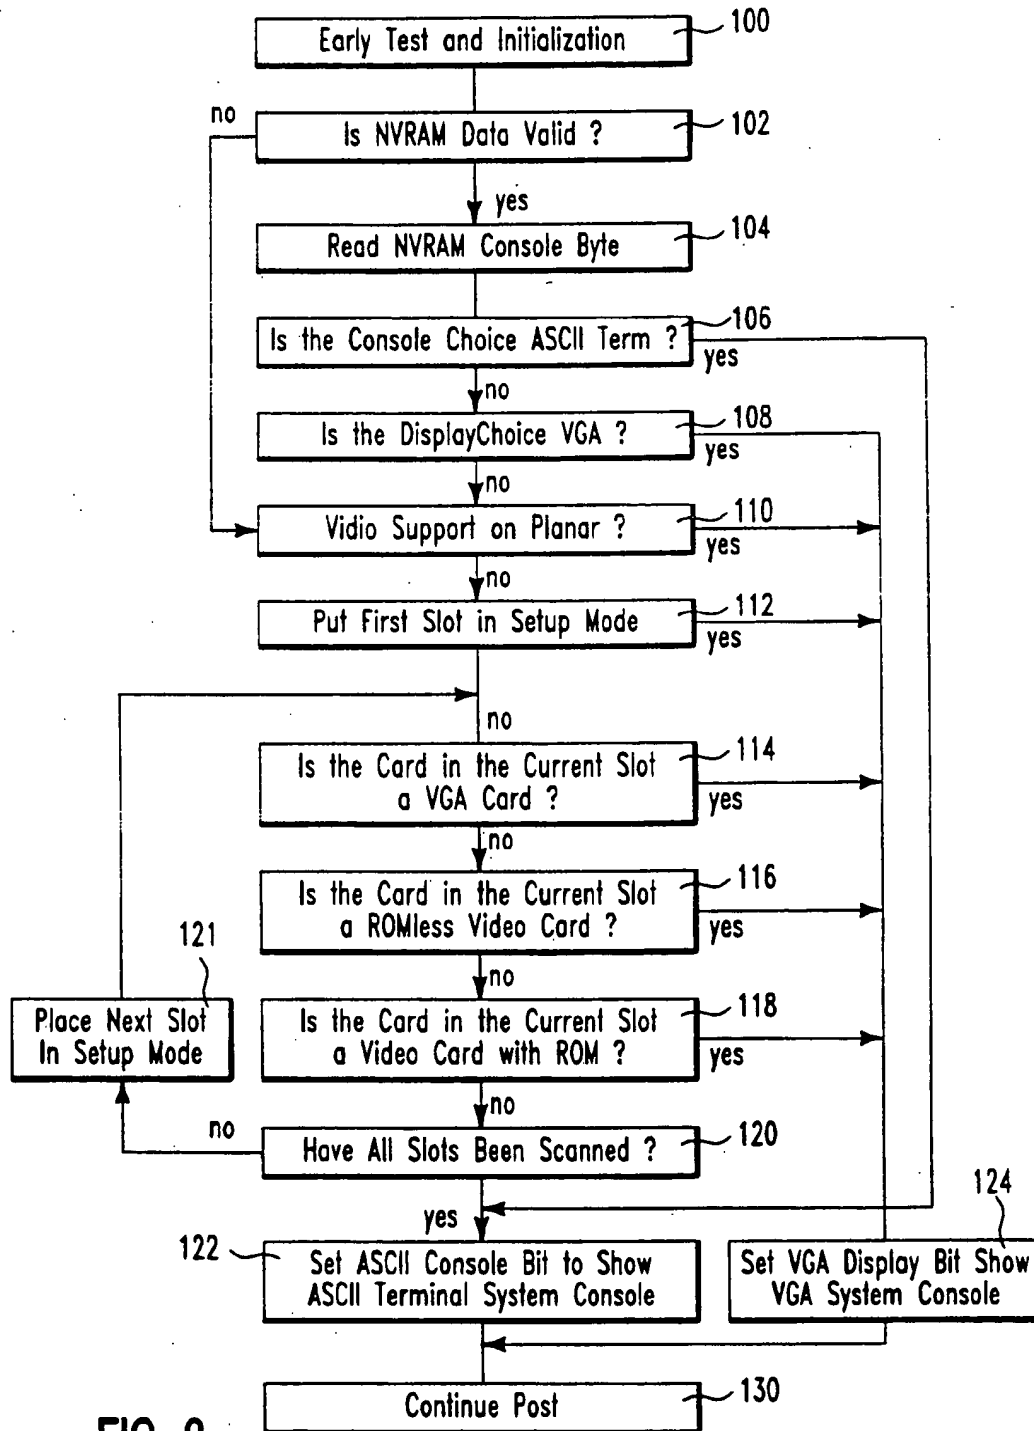 Early Test and Initialization
100
no
Is NVRAM Data Valid ?
102
yes
Read NVRAM Console Byte
104
Is the Console Choice ASCII Term ?
106
yes
no
Is the DisplayChoice VGA ?
108
yes
no
Vidio Support on Planar ?
110
yes
no
Put First Slot in Setup Mode
112
yes
no
Is the Card in the Current Slot
a VGA Card ?
114
yes
no
Is the Card in the Current Slot
a ROMless Video Card ?
116
yes
no
121
Place Next Slot
In Setup Mode
Is the Card in the Current Slot
a Video Card with ROM ?
118
yes
no
no
Have All Slots Been Scanned ?
120
yes
122
Set ASCII Console Bit to Show
ASCII Terminal System Console
124
Set VGA Display Bit Show
VGA System Console
Continue Post
130